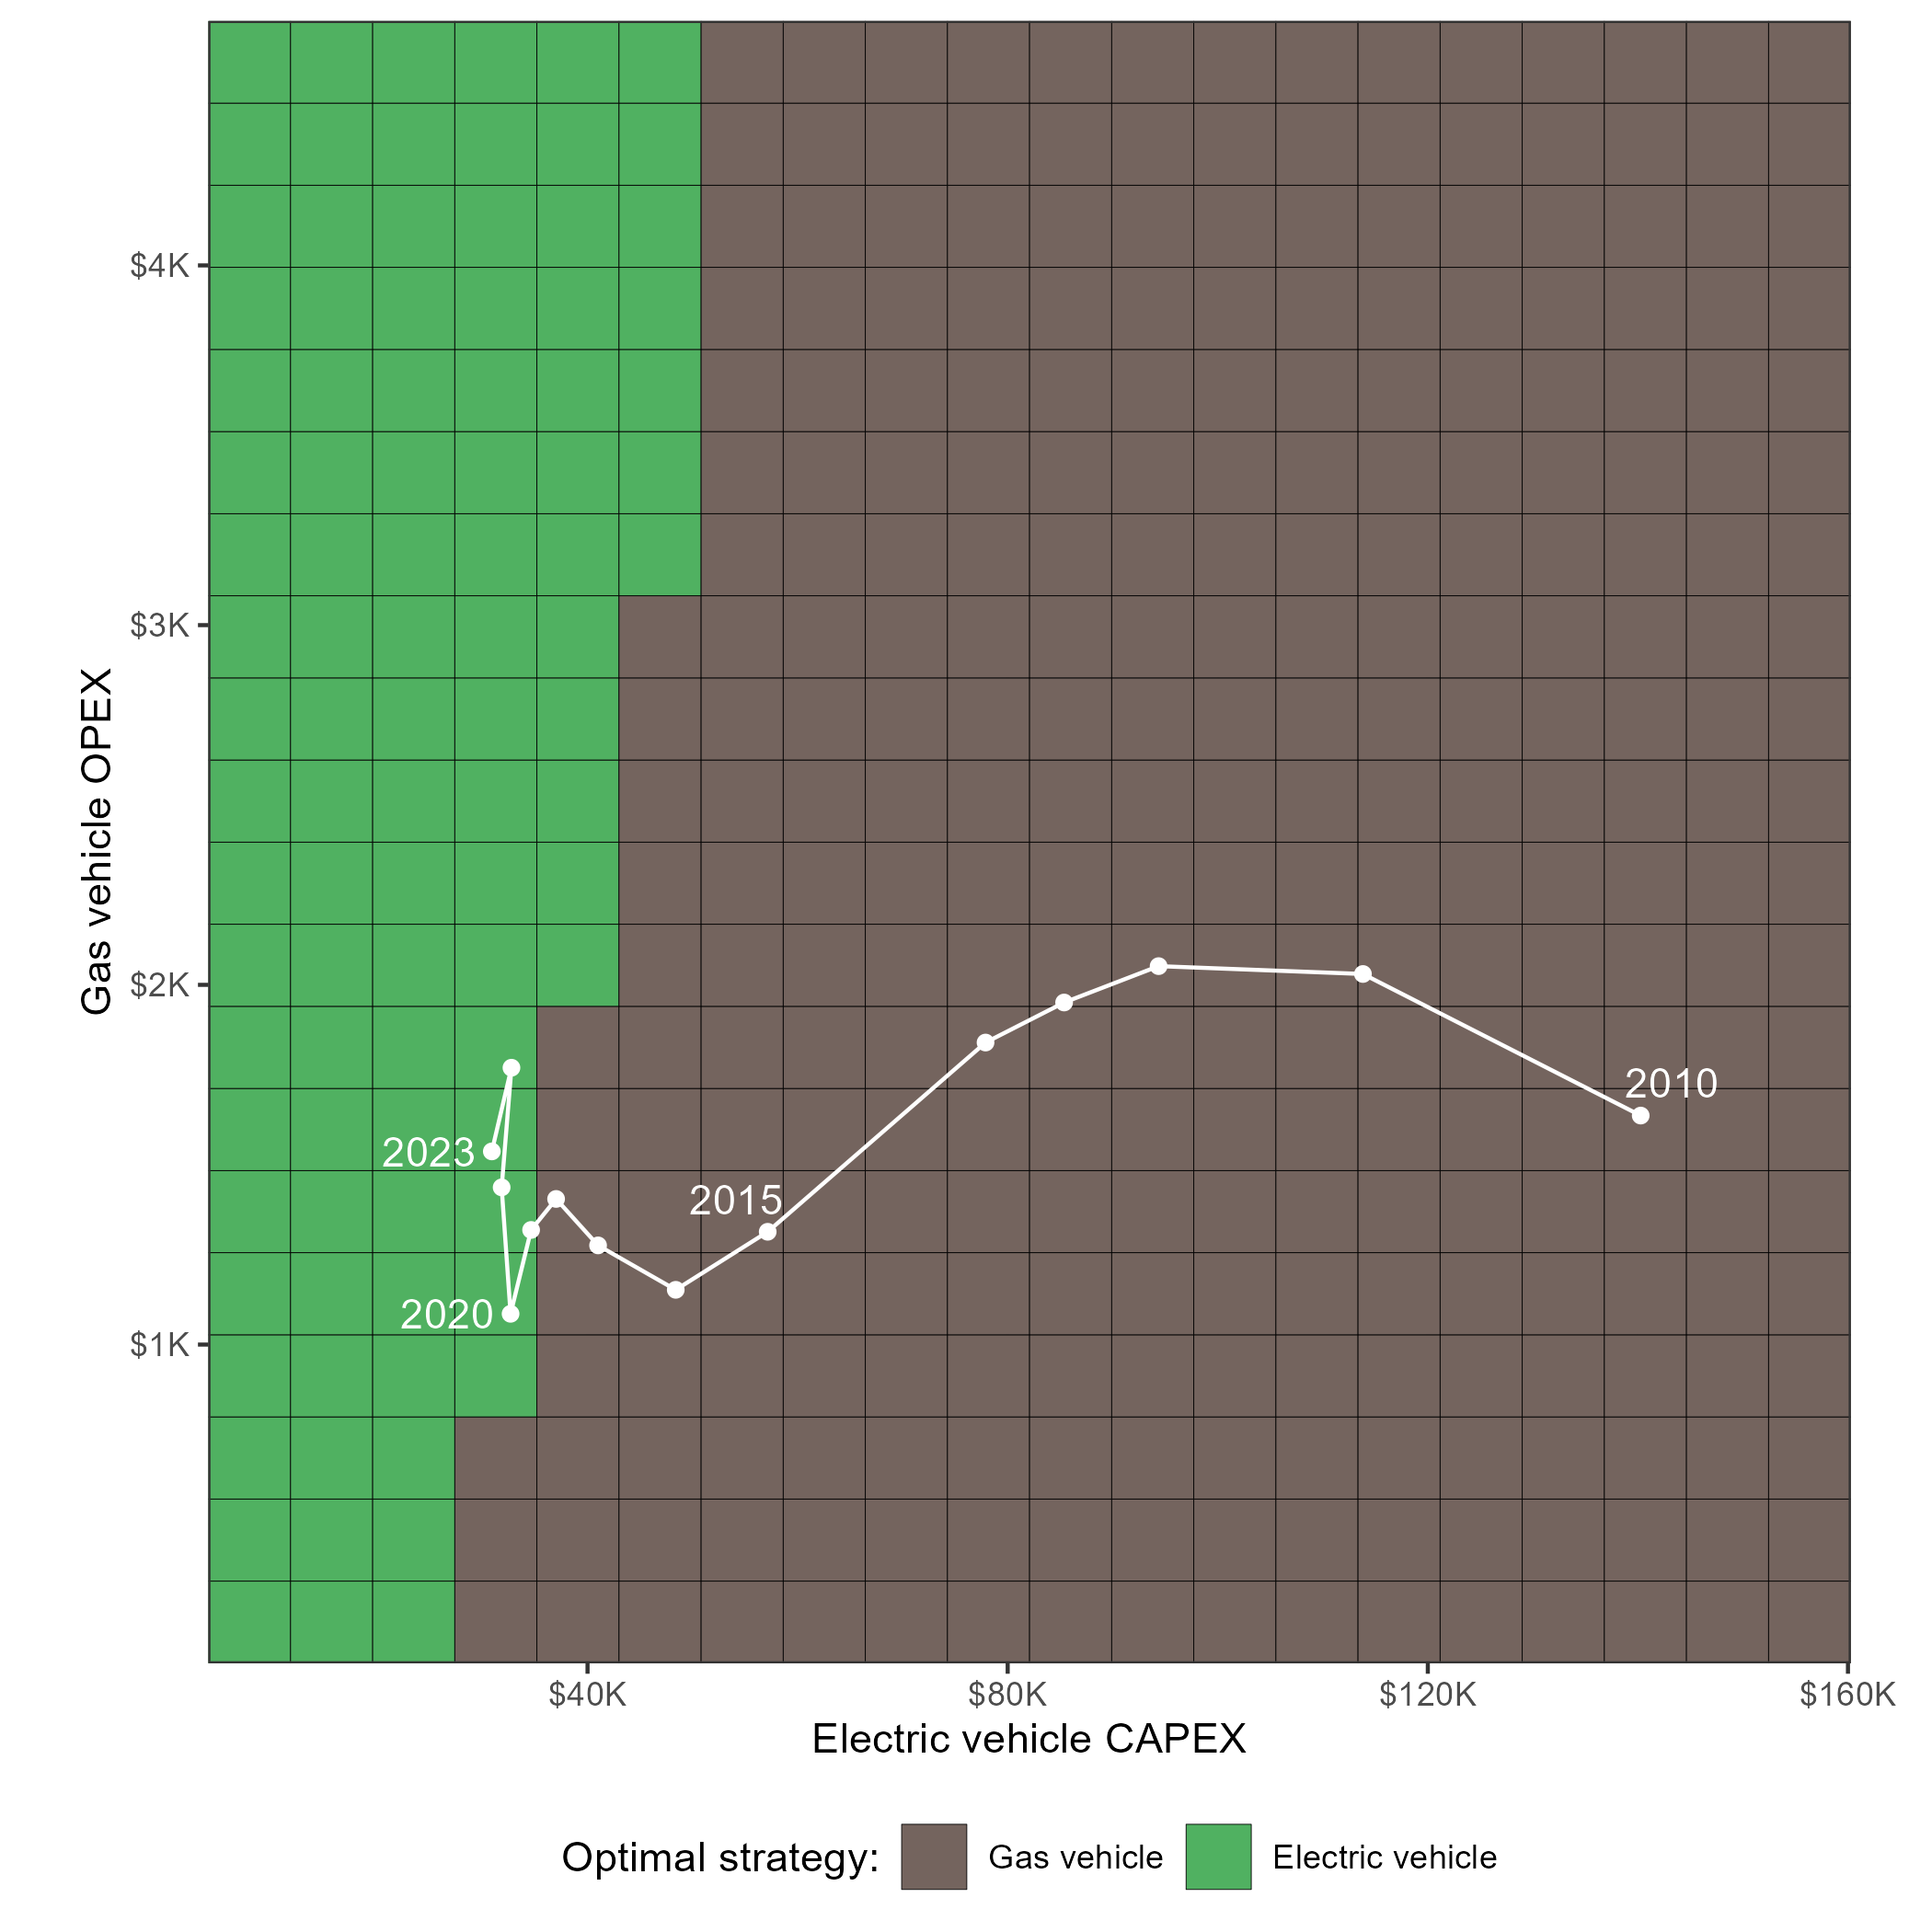 $4K
$3K
Gas vehicle OPEX
$2K
2010
2023
2015
2020
$1K
$40K
$80K
$120K
$160K
Electric vehicle CAPEX
Optimal strategy:
Gas vehicle
Electric vehicle